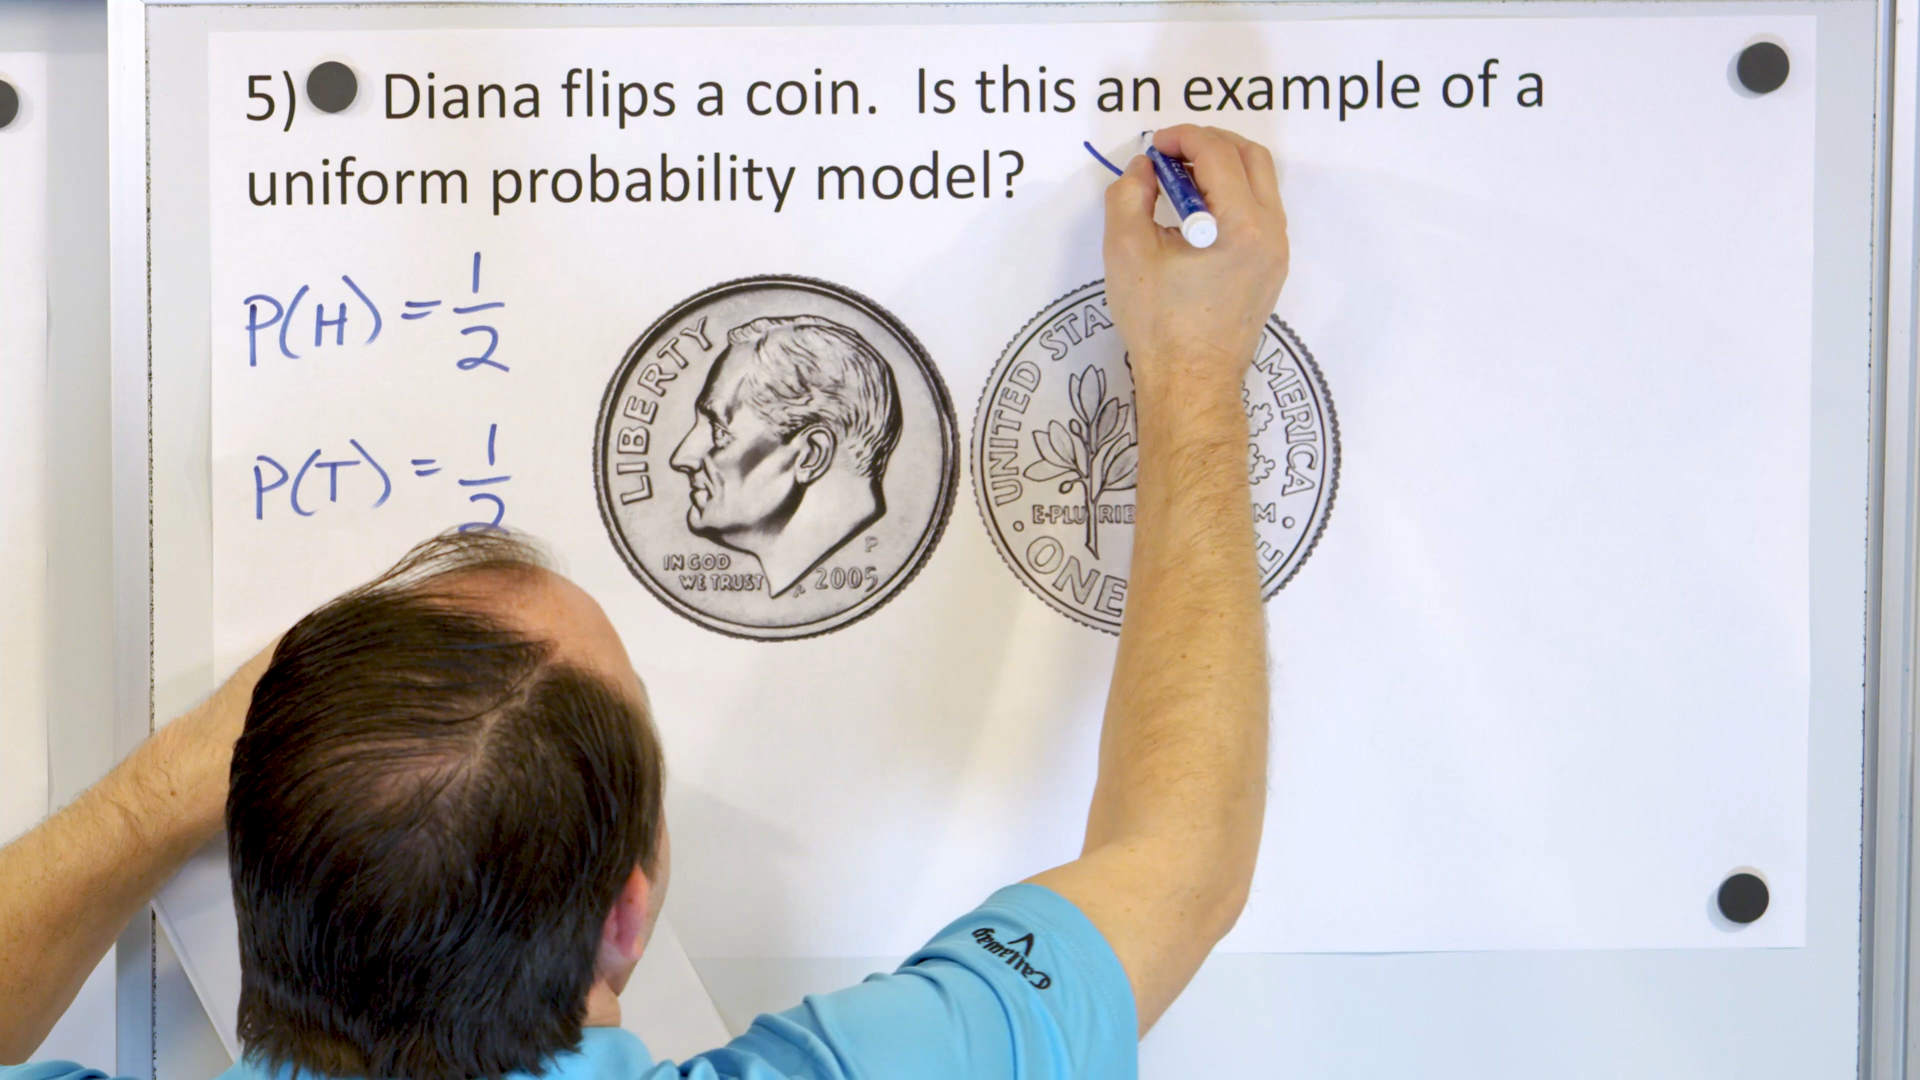 5) Diana flips a coin. Is this an example of a
uniform probability model?
P(H) = 1/2
P(T) = 1/2
LIBERTY
IN GOD
WE TRUST
P
2005
UNITED STA
AMERICA
E·PLU RIB
M
ONE
Callaway